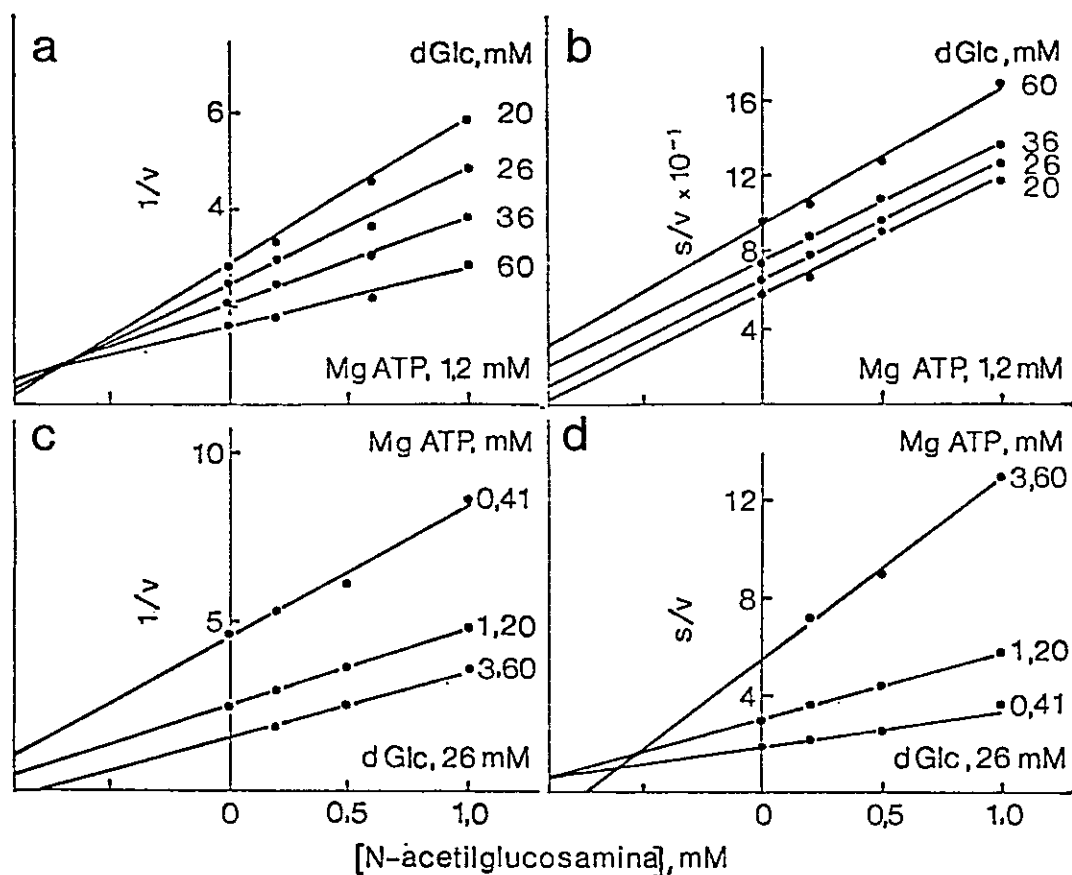 a
dGlc, mM
1/v
6
4
20
26
36
60
Mg ATP, 1,2 mM
b
dGlc, mM
s/v × 10⁻¹
16
12
8
4
60
36
26
20
Mg ATP, 1,2 mM
c
Mg ATP, mM
1/v
10
5
0,41
1,20
3,60
dGlc, 26 mM
0
0,5
1,0
d
Mg ATP, mM
s/v
12
8
4
3,60
1,20
0,41
dGlc, 26 mM
0
0,5
1,0
[N-acetilglucosamina], mM